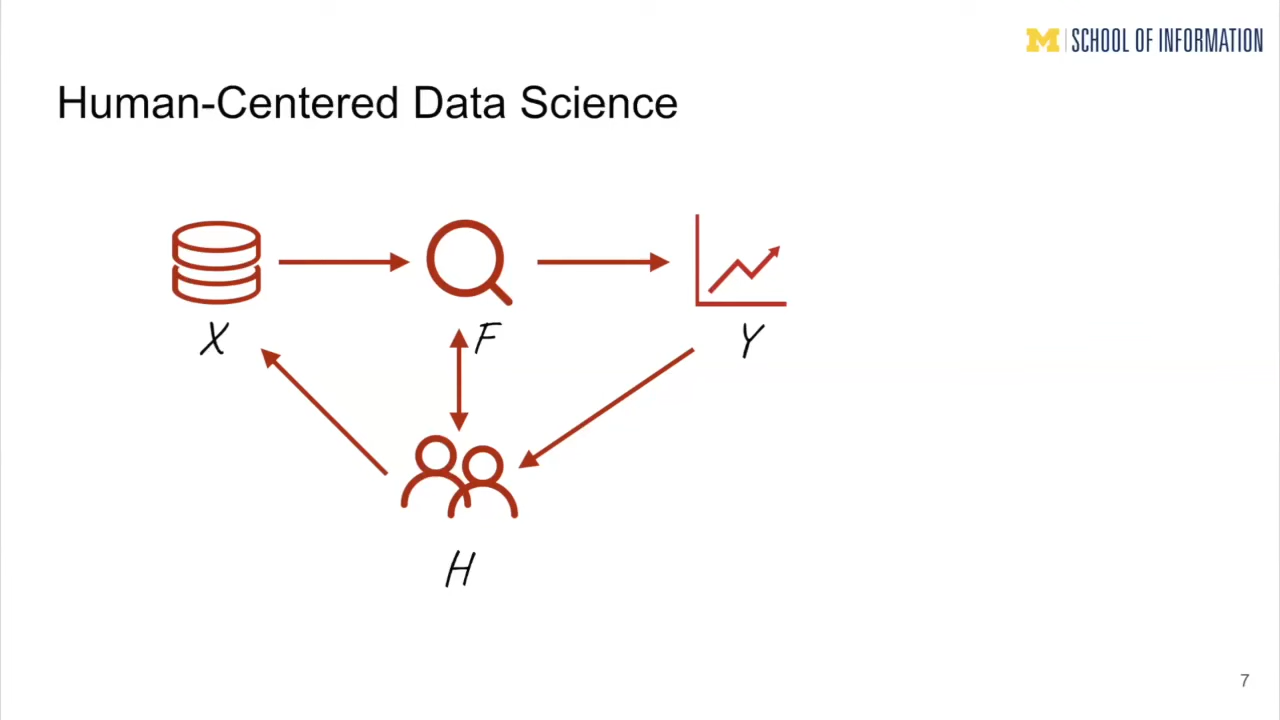 M | SCHOOL OF INFORMATION
Human-Centered Data Science
X
F
Y
H
7